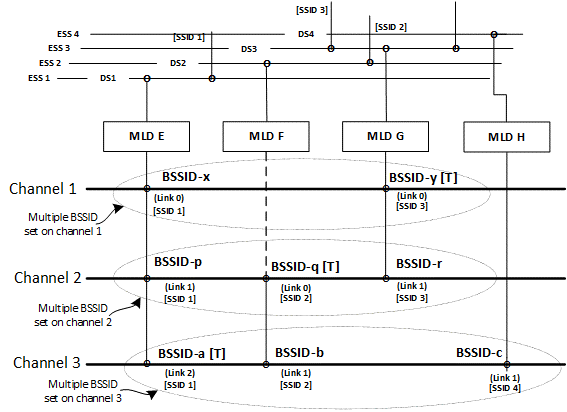 [SSID 3]
[SSID 2]
ESS 4 [SSID 1] DS4
ESS 3 DS3
ESS 2 DS2
ESS 1 DS1
MLD E MLD F MLD G MLD H
BSSID-x BSSID-y [T]
Channel 1
(Link 0) (Link 0)
[SSID 1] [SSID 3]
Multiple BSSID
set on channel 1
BSSID-p BSSID-q [T] BSSID-r
Channel 2
(Link 1) (Link 0) (Link 1)
[SSID 1] [SSID 2] [SSID 3]
Multiple BSSID
set on channel 2
BSSID-a [T] BSSID-b BSSID-c
Channel 3
(Link 2) (Link 1) (Link 1)
[SSID 1] [SSID 2] [SSID 4]
Multiple BSSID
set on channel 3